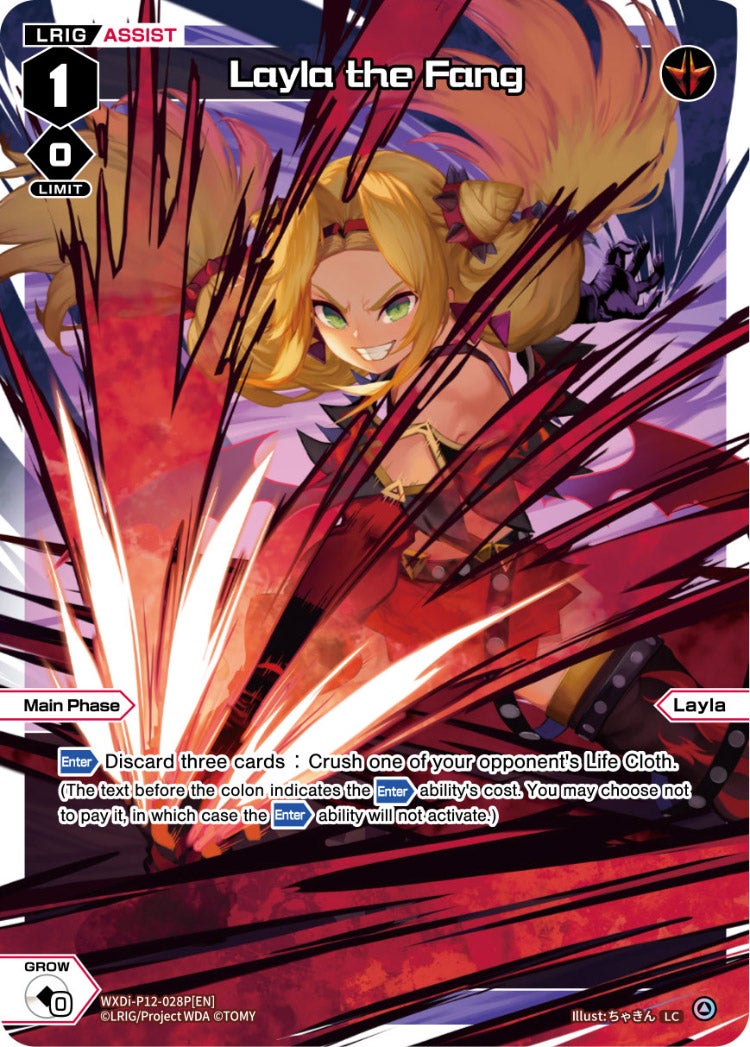 LRIG ASSIST
1
Layla the Fang
0
LIMIT
Main Phase
Layla
Enter Discard three cards : Crush one of your opponent's Life Cloth.
(The text before the colon indicates the Enter ability's cost. You may choose not
to pay it, in which case the Enter ability will not activate.)
GROW
0
WXDi-P12-028P[EN]
©LRIG/Project WDA ©TOMY
Illust:ちゃきん LC